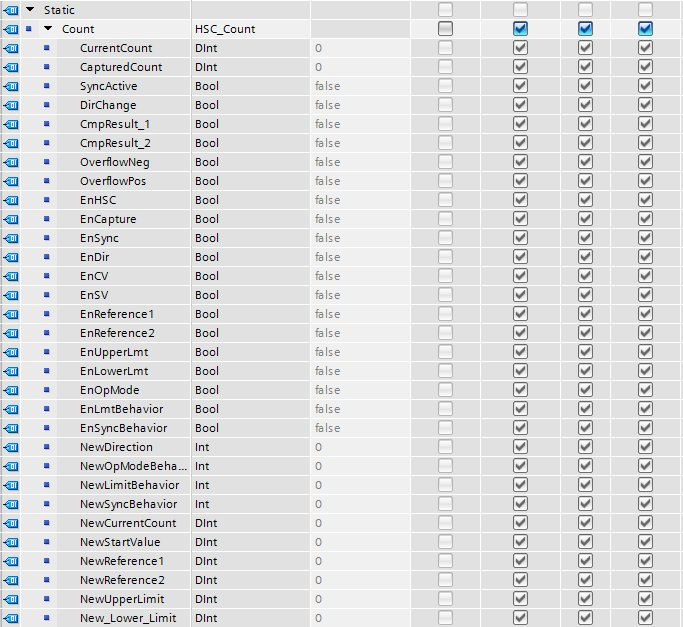 Static
Count HSC_Count
CurrentCount DInt 0
CapturedCount DInt 0
SyncActive Bool false
DirChange Bool false
CmpResult_1 Bool false
CmpResult_2 Bool false
OverflowNeg Bool false
OverflowPos Bool false
EnHSC Bool false
EnCapture Bool false
EnSync Bool false
EnDir Bool false
EnCV Bool false
EnSV Bool false
EnReference1 Bool false
EnReference2 Bool false
EnUpperLmt Bool false
EnLowerLmt Bool false
EnOpMode Bool false
EnLmtBehavior Bool false
EnSyncBehavior Bool false
NewDirection Int 0
NewOpModeBeha... Int 0
NewLimitBehavior Int 0
NewSyncBehavior Int 0
NewCurrentCount DInt 0
NewStartValue DInt 0
NewReference1 DInt 0
NewReference2 DInt 0
NewUpperLimit DInt 0
New_Lower_Limit DInt 0